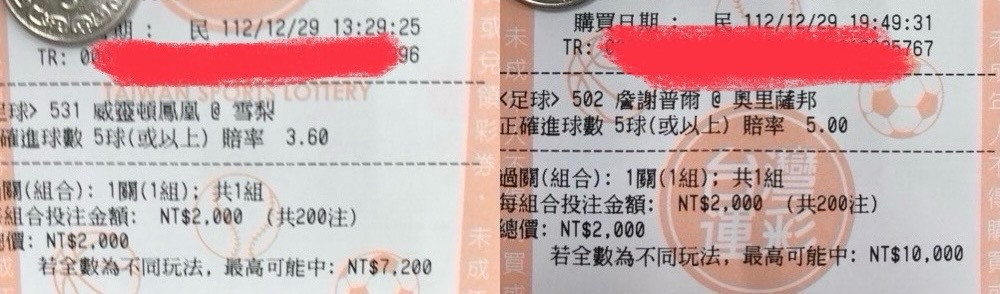 期: 民 112/12/29 13:29:25
TR: 00 96
TAIWAN SPORTS LOTTERY
足球> 531 威靈頓鳳凰 @ 雪梨
正確進球數 5球(或以上) 賠率 3.60
過關(組合): 1關(1組): 共1組
每組合投注金額: NT$2,000 (共200注)
總價: NT$2,000
若全數為不同玩法, 最高可能中: NT$7,200
購買日期: 民 112/12/29 19:49:31
TR: 5767
<足球> 502 詹謝普爾 @ 奧里薩邦
正確進球數 5球(或以上) 賠率 5.00
過關(組合): 1關(1組): 共1組
每組合投注金額: NT$2,000 (共200注)
總價: NT$2,000
若全數為不同玩法, 最高可能中: NT$10,000
台灣運彩